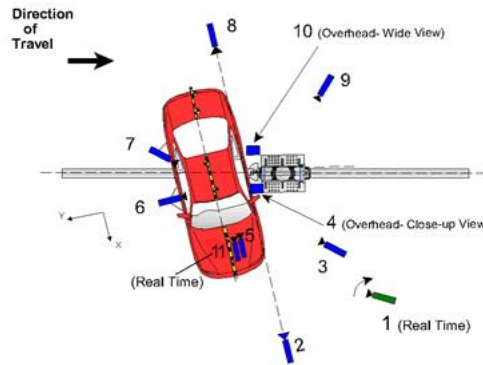 Direction
of
Travel
8
10 (Overhead- Wide View)
9
7
6
Y
X
4 (Overhead- Close-up View)
5
11
3
(Real Time)
1 (Real Time)
2